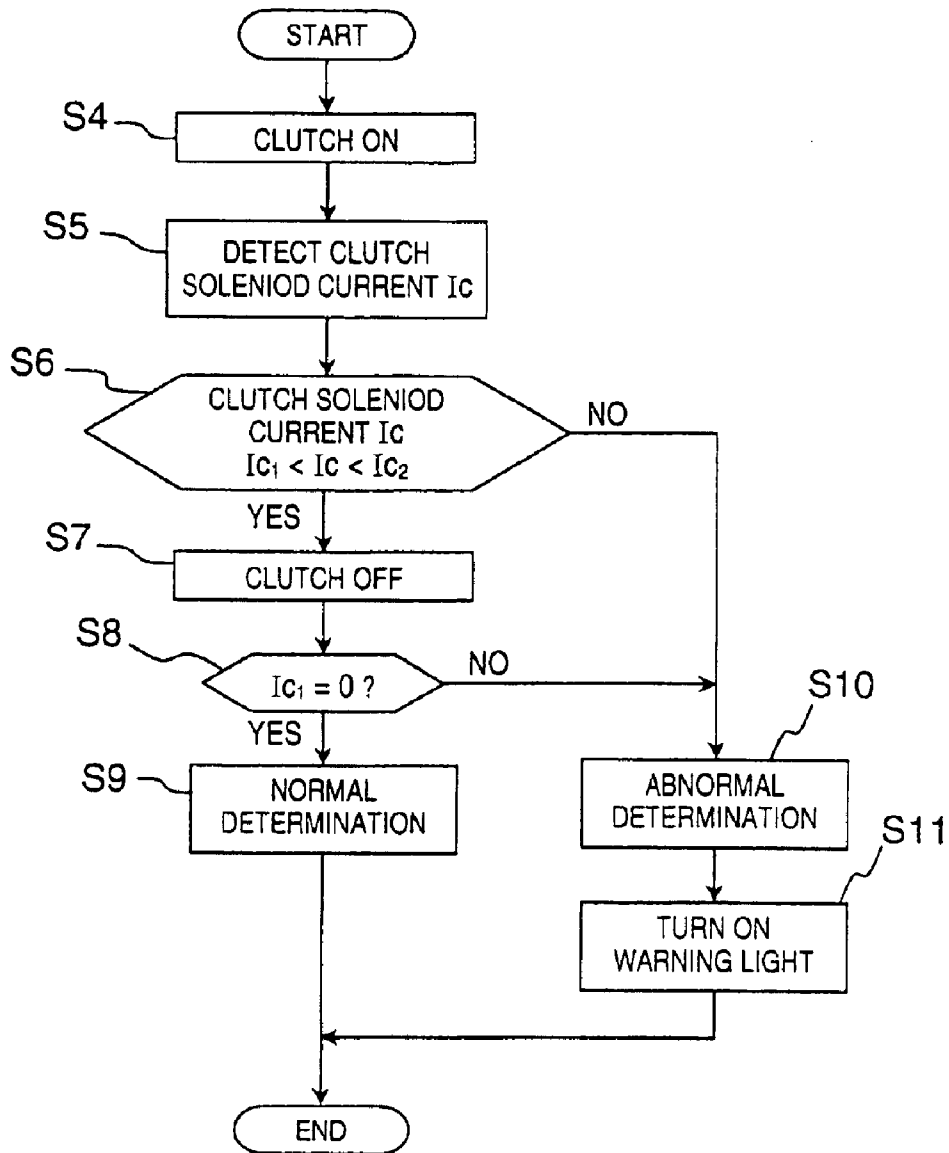 START
S4
CLUTCH ON
S5
DETECT CLUTCH
SOLENIOD CURRENT Ic
S6
CLUTCH SOLENIOD
CURRENT Ic
Ic₁ < Ic < Ic₂
NO
YES
S7
CLUTCH OFF
S8
Ic₁ = 0 ?
NO
YES
S9
NORMAL
DETERMINATION
S10
ABNORMAL
DETERMINATION
S11
TURN ON
WARNING LIGHT
END